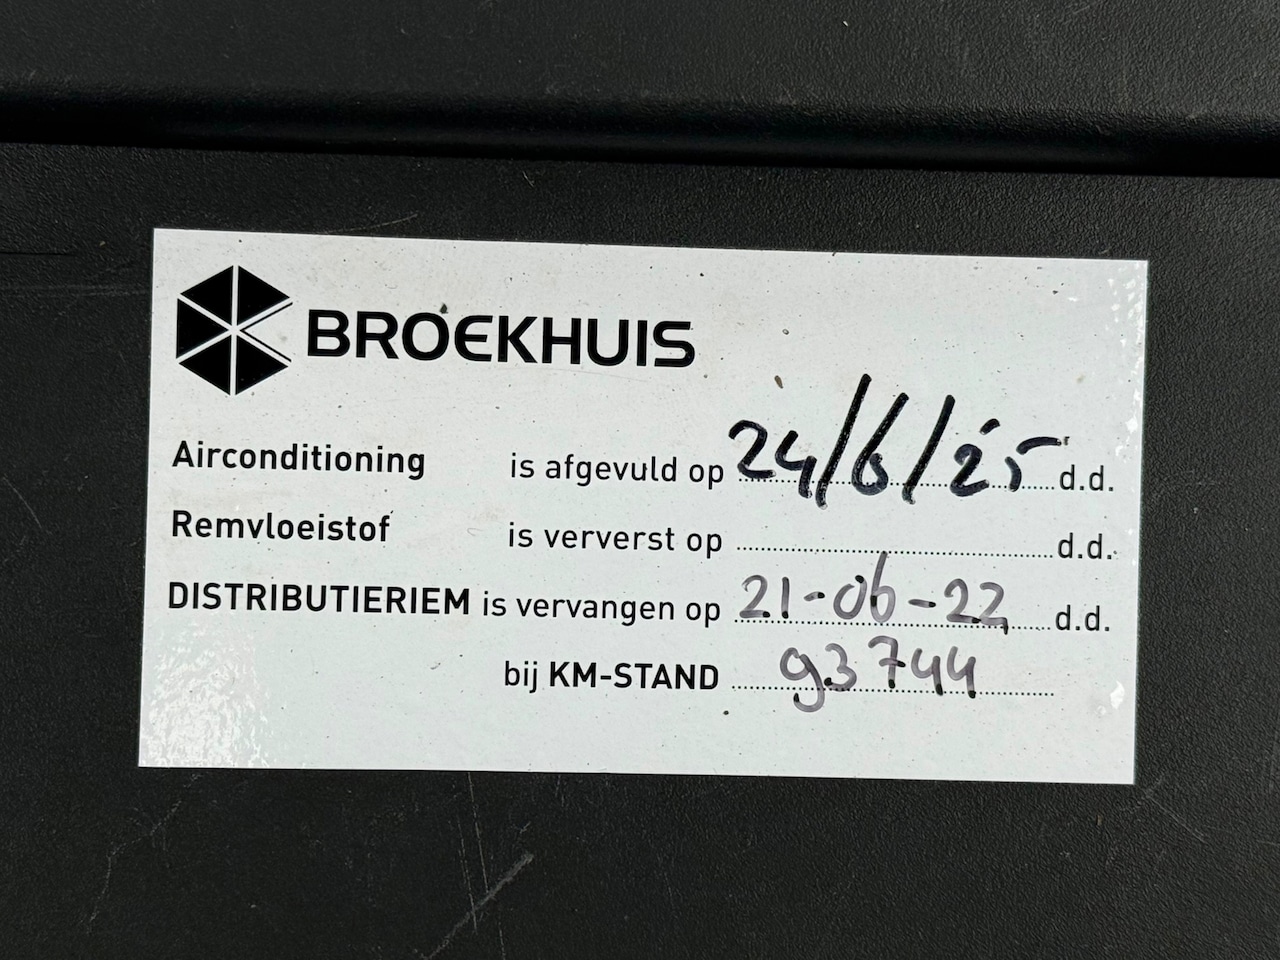 BROEKHUIS
Airconditioning is afgevuld op 24/6/25 d.d.
Remvloeistof is ververst op d.d.
DISTRIBUTIERIEM is vervangen op 21-06-22 d.d.
bij KM-STAND 93744